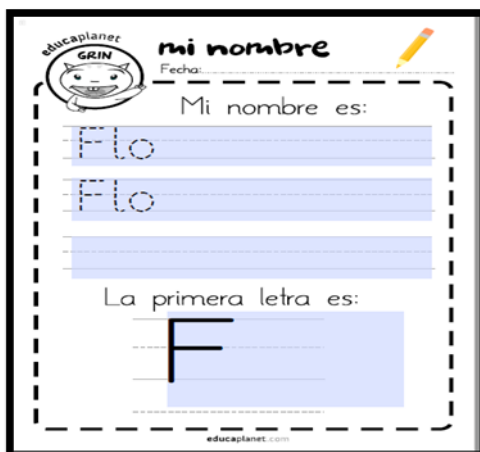 educaplanet
GRIN
mi nombre
Fecha:
Mi nombre es:
Flo
Flo
La primera letra es:
F
educaplanet.com